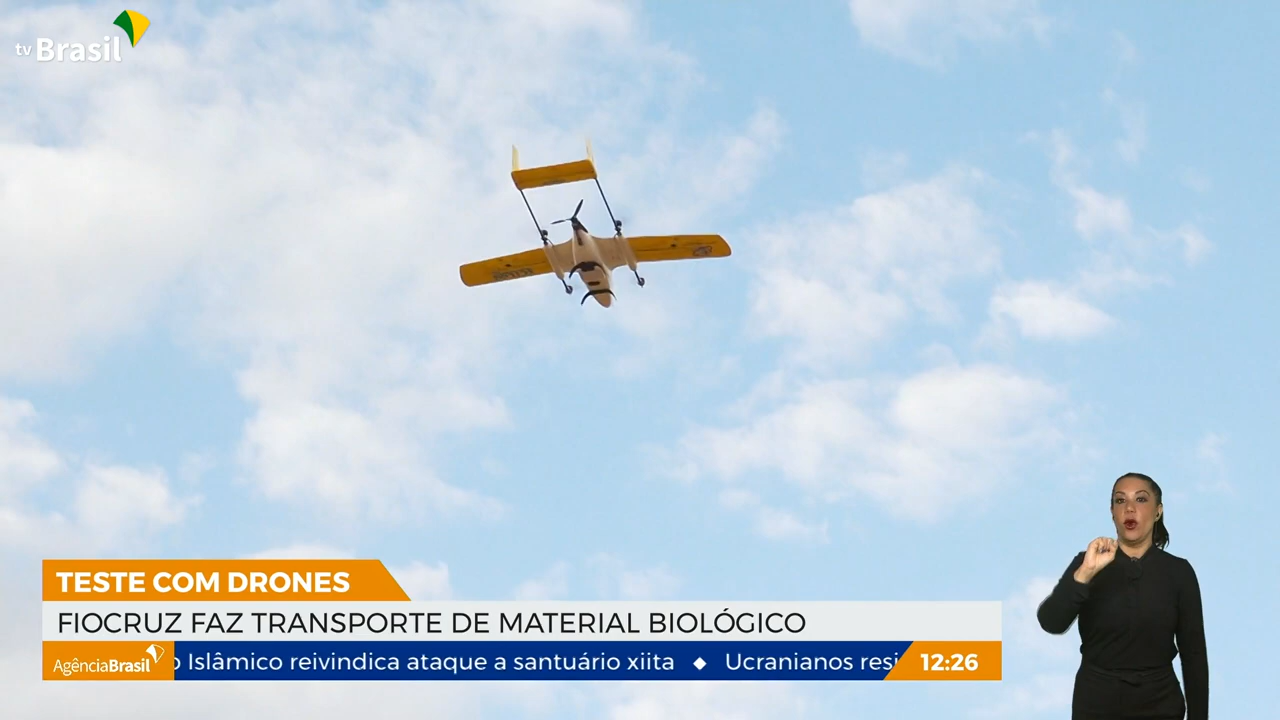 tv Brasil
TESTE COM DRONES
FIOCRUZ FAZ TRANSPORTE DE MATERIAL BIOLÓGICO
AgênciaBrasil o Islâmico reivindica ataque a santuário xiita ◆ Ucranianos resi 12:26